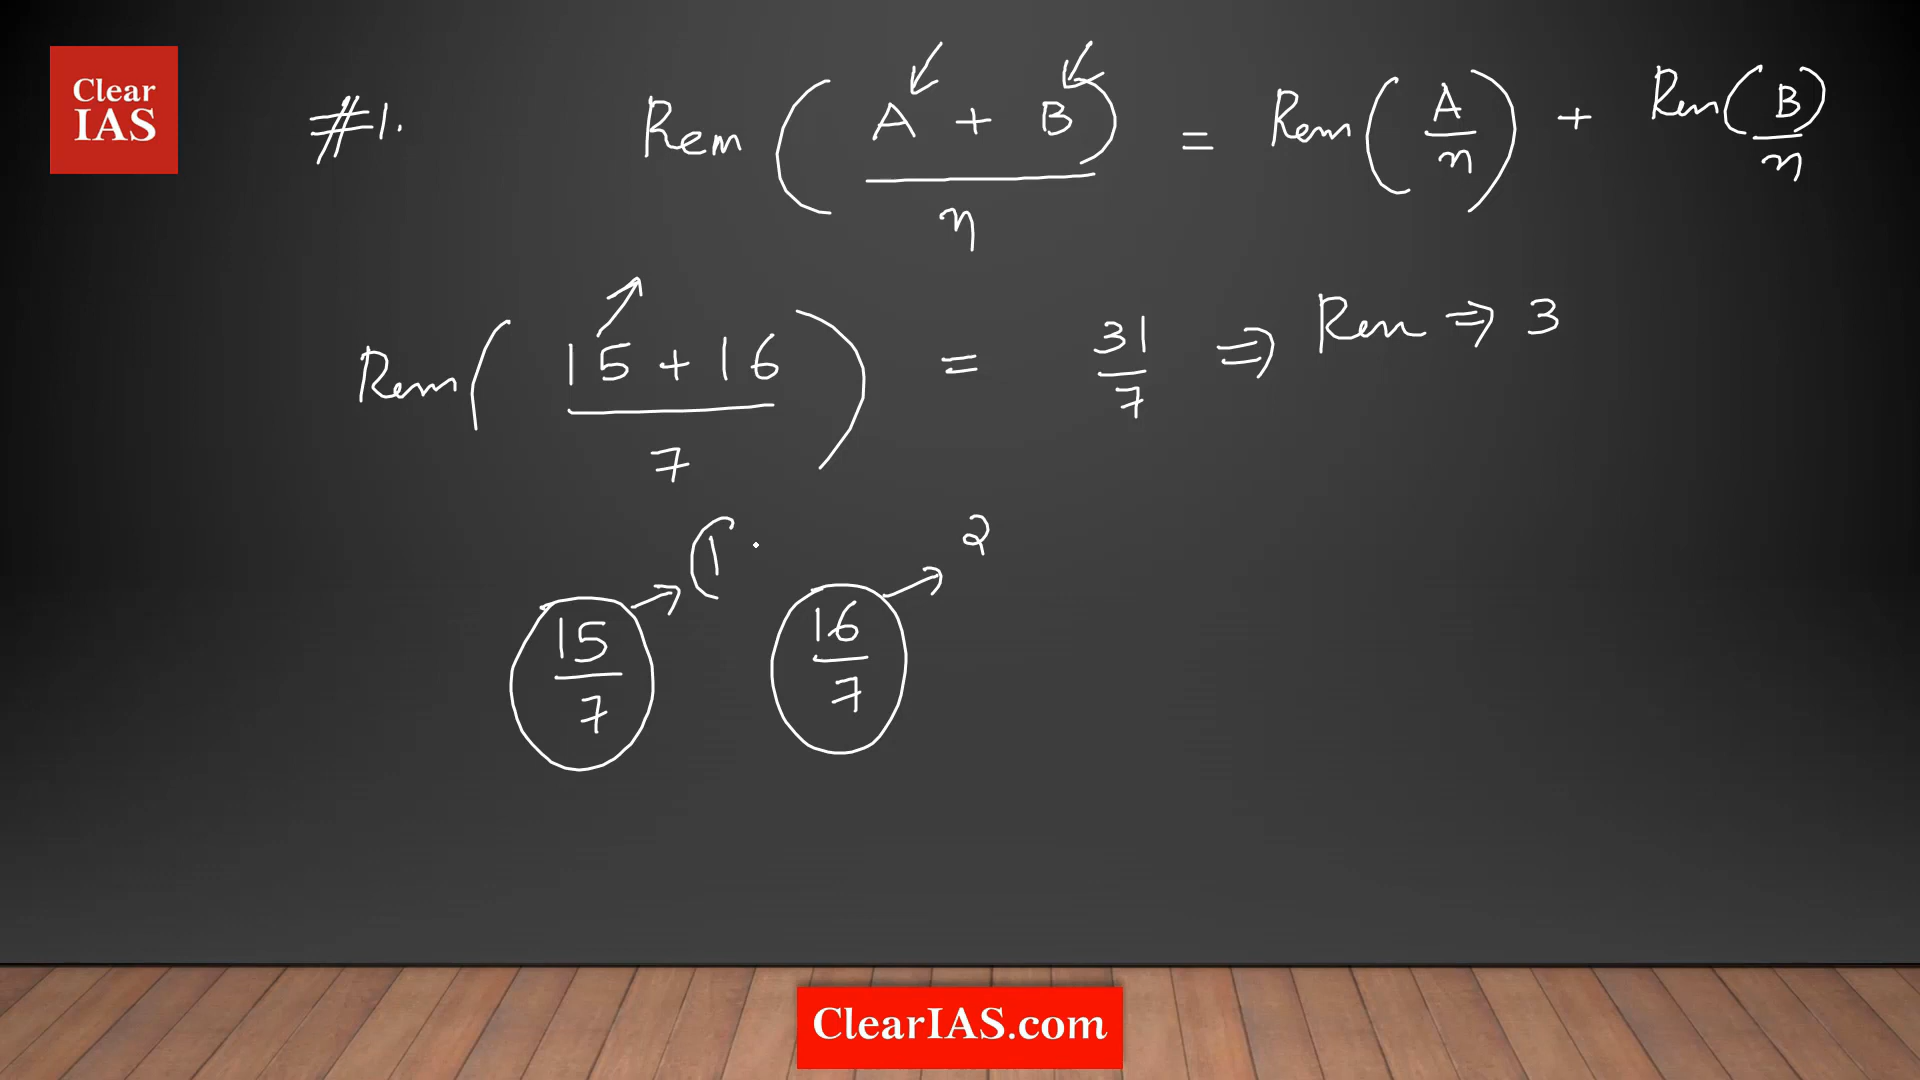 Clear
IAS
#1. Rem(A + B)/n = Rem(A/n) + Rem(B/n)
Rem(15+16/7) = 31/7 ⇒ Rem ⇒ 3
15/7 → (1 · 16/7 → 2
ClearIAS.com